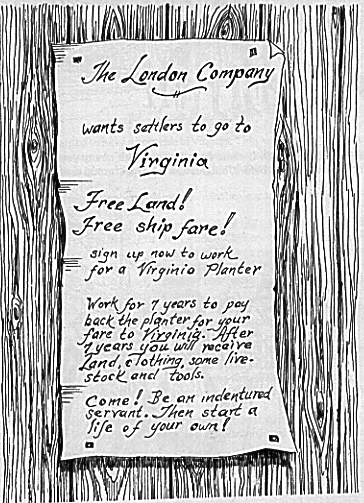 The London Company
wants settlers to go to
Virginia
Free Land!
Free ship fare!
sign up now to work
for a Virginia Planter
Work for 7 years to pay
back the planter for your
fare to Virginia. After
7 years you will receive
Land, clothing, some live-
stock and tools.
Come! Be an indentured
servant. Then start a
life of your own!